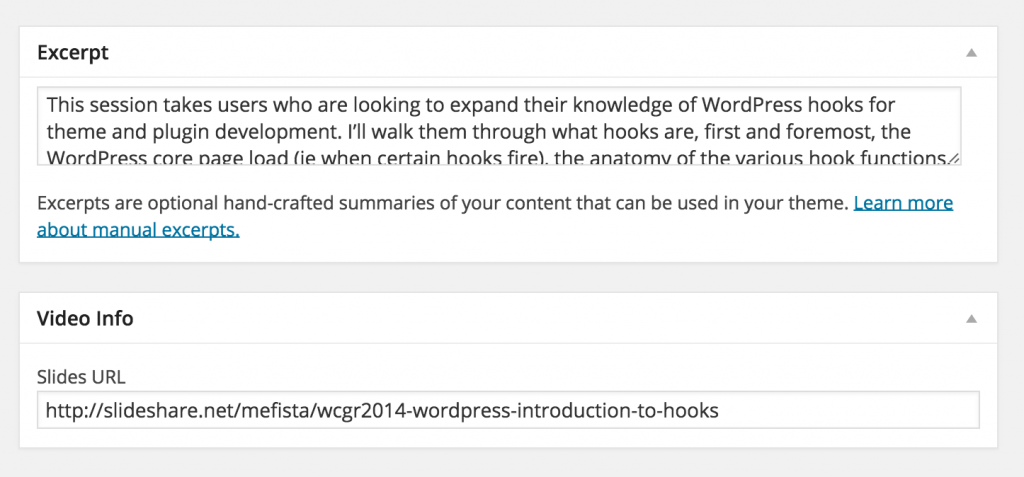 Excerpt
This session takes users who are looking to expand their knowledge of WordPress hooks for
theme and plugin development. I’ll walk them through what hooks are, first and foremost, the
WordPress core page load (ie when certain hooks fire), the anatomy of the various hook functions
Excerpts are optional hand-crafted summaries of your content that can be used in your theme. Learn more
about manual excerpts.
Video Info
Slides URL
http://slideshare.net/mefista/wcgr2014-wordpress-introduction-to-hooks